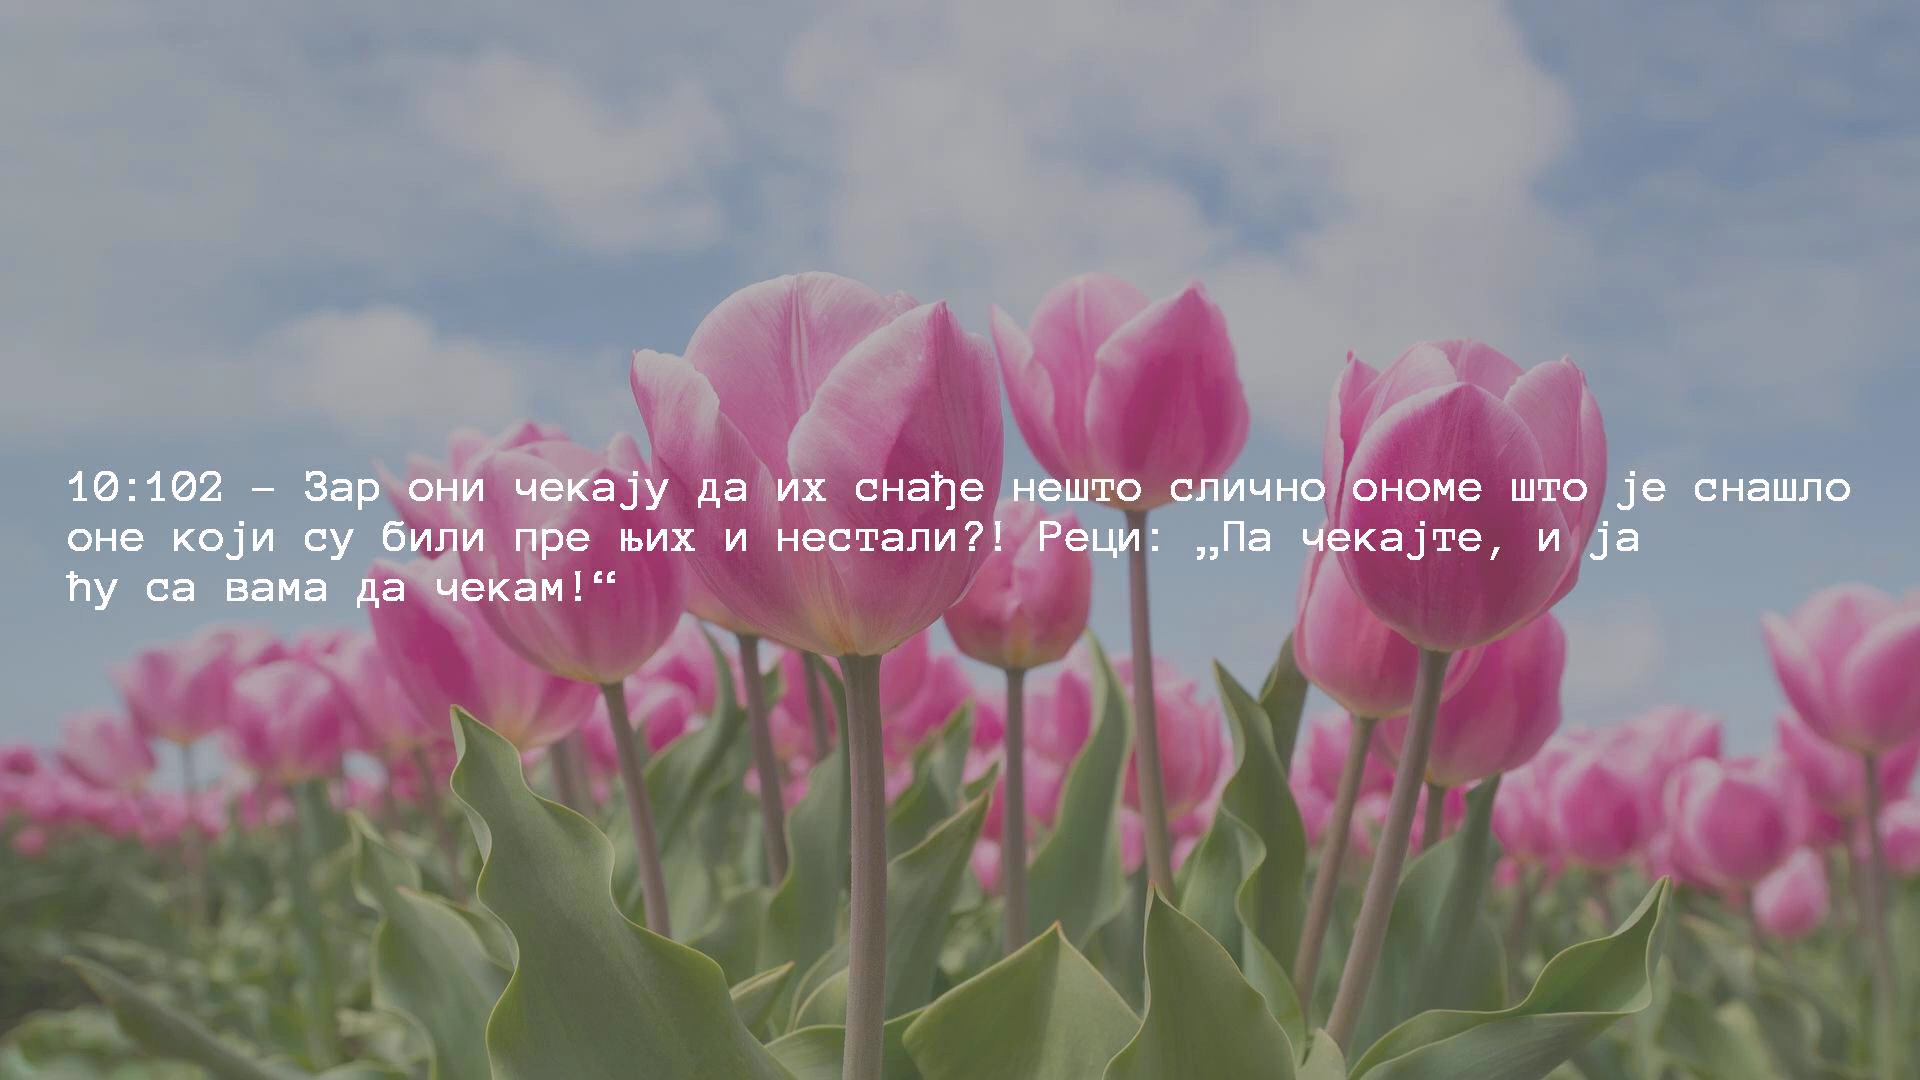 10:102 – Зар они чекају да их снађе нешто слично ономе што је снашло
оне који су били пре њих и нестали?! Реци: „Па чекајте, и ја
ћу са вама да чекам!“